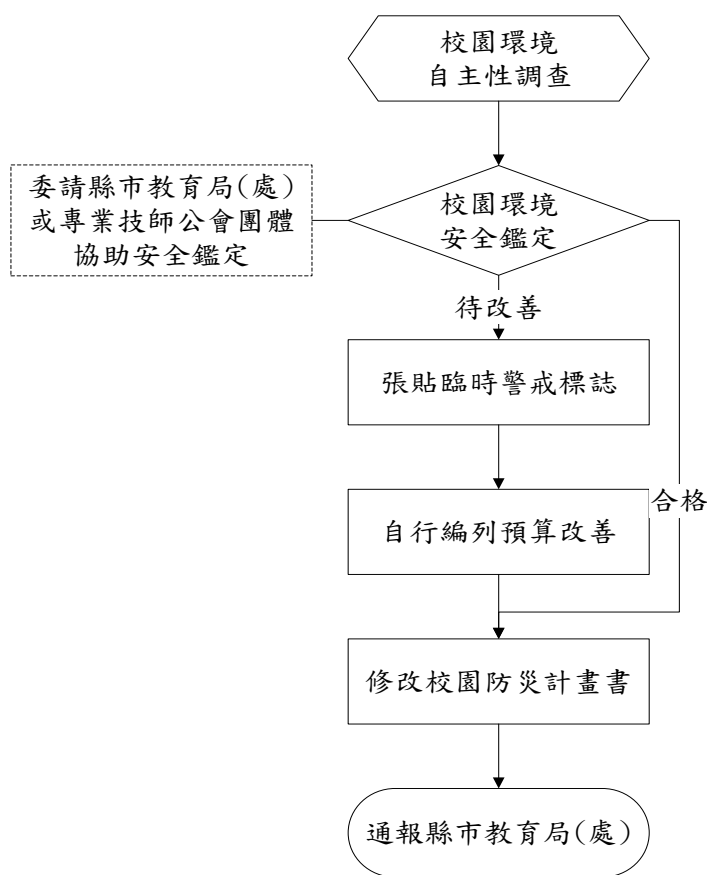 校園環境
自主性調查
委請縣市教育局(處)
或專業技師公會團體
協助安全鑑定
校園環境
安全鑑定
待改善
張貼臨時警戒標誌
合格
自行編列預算改善
修改校園防災計畫書
通報縣市教育局(處)